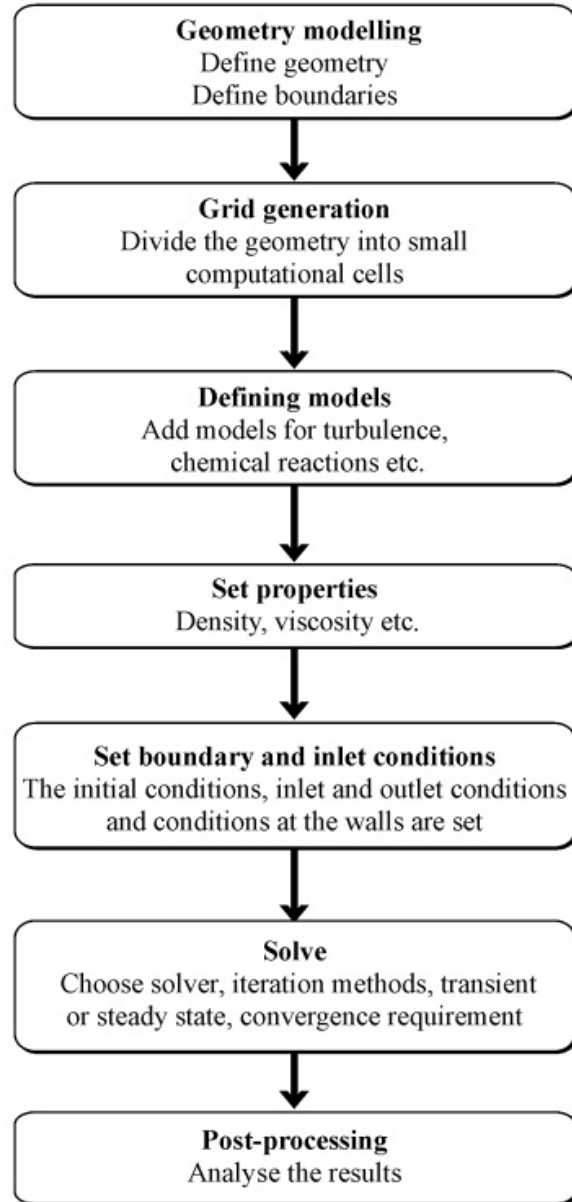 Geometry modelling
Define geometry
Define boundaries
Grid generation
Divide the geometry into small
computational cells
Defining models
Add models for turbulence,
chemical reactions etc.
Set properties
Density, viscosity etc.
Set boundary and inlet conditions
The initial conditions, inlet and outlet conditions
and conditions at the walls are set
Solve
Choose solver, iteration methods, transient
or steady state, convergence requirement
Post-processing
Analyse the results